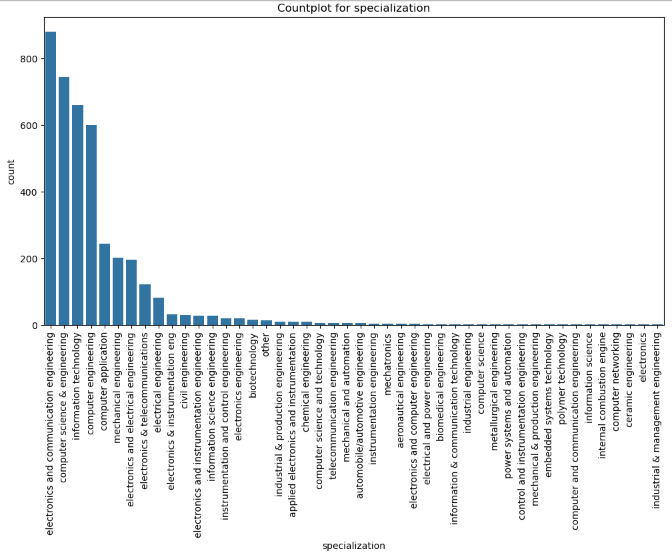 Countplot for specialization
800
600
400
200
0
count
electronics and communication engineering
computer science & engineering
information technology
computer engineering
computer application
mechanical engineering
electronics and electrical engineering
electronics & telecommunications
electrical engineering
electronics & instrumentation eng
civil engineering
electronics and instrumentation engineering
information science engineering
instrumentation and control engineering
electronics engineering
biotechnology
other
industrial & production engineering
applied electronics and instrumentation
chemical engineering
computer science and technology
telecommunication engineering
mechanical and automation
automobile/automotive engineering
instrumentation engineering
mechatronics
aeronautical engineering
electronics and computer engineering
electrical and power engineering
biomedical engineering
information & communication technology
industrial engineering
computer science
metallurgical engineering
power systems and automation
control and instrumentation engineering
mechanical & production engineering
embedded systems technology
polymer technology
computer and communication engineering
information science
internal combustion engine
computer networking
ceramic engineering
electronics
industrial & management engineering
specialization